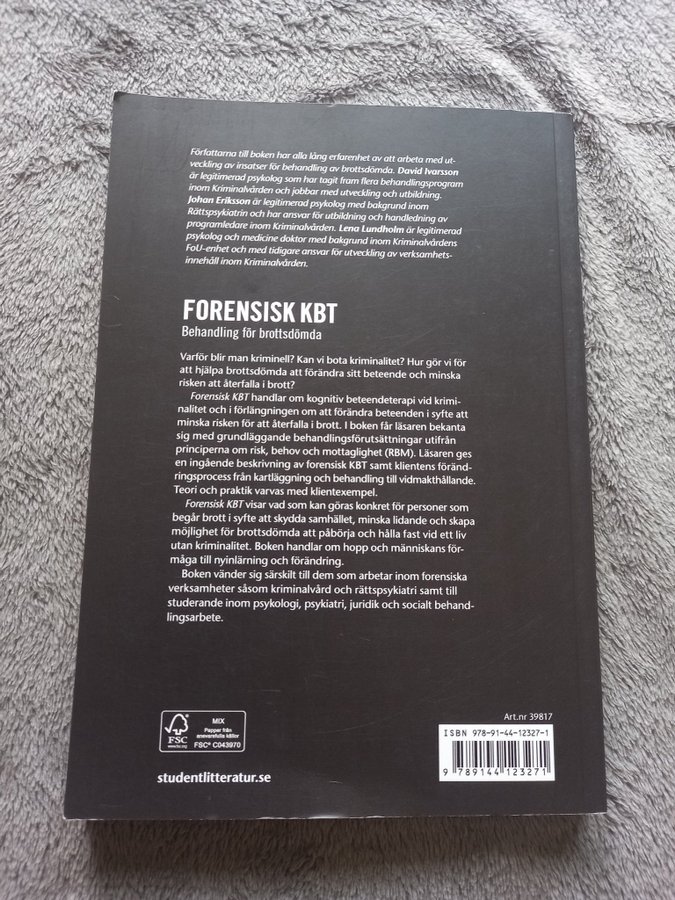 Författarna till boken har alla lång erfarenhet av att arbeta med ut-
veckling av insatser för behandling av brottsdömda. David Ivarsson
är legitimerad psykolog som har tagit fram flera behandlingsprogram
inom Kriminalvården och jobbar med utveckling och utbildning.
Johan Eriksson är legitimerad psykolog med bakgrund inom
Rättspsykiatrin och har ansvar för utbildning och handledning av
programledare inom Kriminalvården. Lena Lundholm är legitimerad
psykolog och medicine doktor med bakgrund inom Kriminalvårdens
FoU-enhet och med tidigare ansvar för utveckling av verksamhets-
innehåll inom Kriminalvården.
FORENSISK KBT
Behandling för brottsdömda
Varför blir man kriminell? Kan vi bota kriminalitet? Hur gör vi för
att hjälpa brottsdömda att förändra sitt beteende och minska
risken att återfalla i brott?
Forensisk KBT handlar om kognitiv beteendeterapi vid krimi-
nalitet och i förlängningen om att förändra beteenden i syfte att
minska risken för att återfalla i brott. I boken får läsaren bekanta
sig med grundläggande behandlingsförutsättningar utifrån
principerna om risk, behov och mottaglighet (RBM). Läsaren ges
en ingående beskrivning av forensisk KBT samt klientens föränd-
ringsprocess från kartläggning och behandling till vidmakthållande.
Teori och praktik varvas med klientexempel.
Forensisk KBT visar vad som kan göras konkret för personer som
begår brott i syfte att skydda samhället, minska lidande och skapa
möjlighet för brottsdömda att påbörja och hålla fast vid ett liv
utan kriminalitet. Boken handlar om hopp och människans för-
måga till nyinlärning och förändring.
Boken vänder sig särskilt till dem som arbetar inom forensiska
verksamheter såsom kriminalvård och rättspsykiatri samt till
studerande inom psykologi, psykiatri, juridik och socialt behand-
lingsarbete.
Art.nr 39817
ISBN 978-91-44-12327-1
9 789144 123271
FSC
www.fsc.org
MIX
Papper från
ansvarsfulla källor
FSC® C043970
studentlitteratur.se